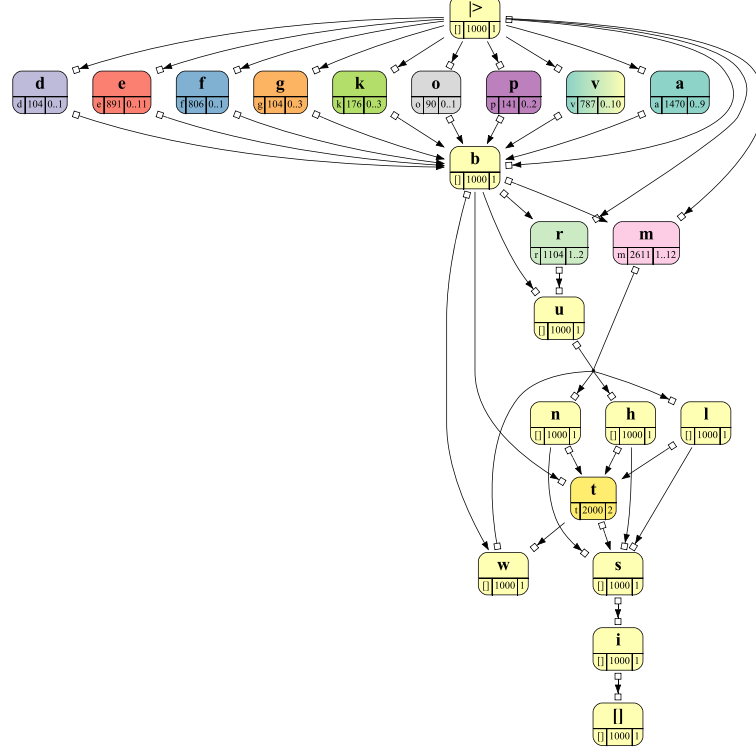 |>
[] 1000 1
d e f g k o p v a
d 104 0..1 e 891 0..11 f 806 0..1 g 104 0..3 k 176 0..3 o 90 0..1 p 141 0..2 v 787 0..10 a 1470 0..9
b
[] 1000 1
r m
r 1104 1..2 m 2611 1..12
u
[] 1000 1
n h l
[] 1000 1 [] 1000 1 [] 1000 1
t
t 2000 2
w s
[] 1000 1 [] 1000 1
i
[] 1000 1
[]
[] 1000 1